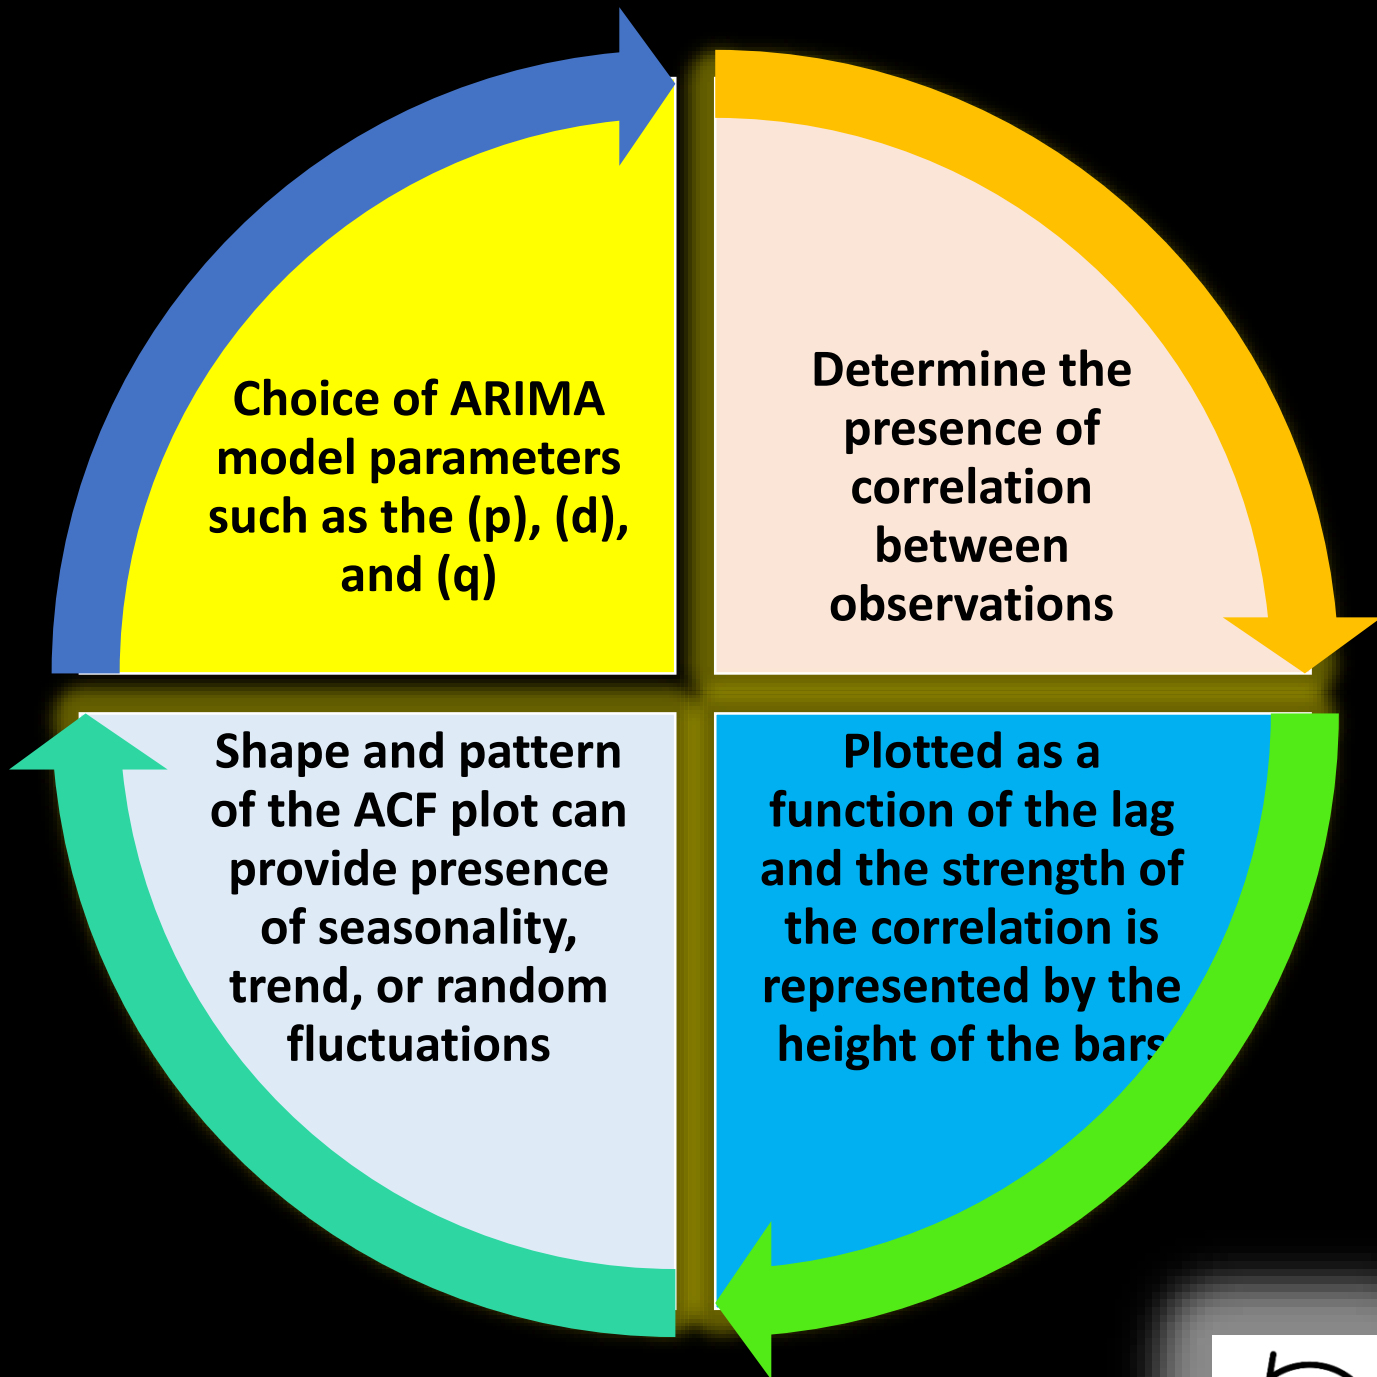 Choice of ARIMA
model parameters
such as the (p), (d),
and (q)
Determine the
presence of
correlation
between
observations
Shape and pattern
of the ACF plot can
provide presence
of seasonality,
trend, or random
fluctuations
Plotted as a
function of the lag
and the strength of
the correlation is
represented by the
height of the bars